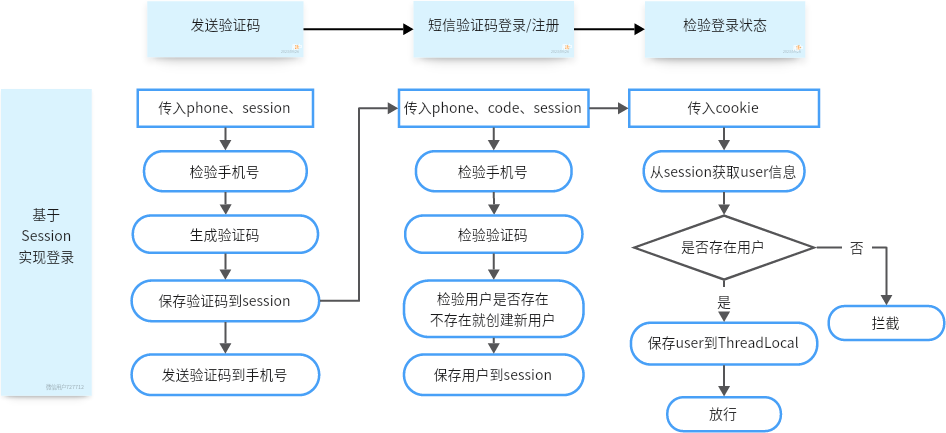 发送验证码
短信验证码登录/注册
检验登录状态
基于
Session
实现登录
传入phone、session
检验手机号
生成验证码
保存验证码到session
发送验证码到手机号
传入phone、code、session
检验手机号
检验验证码
检验用户是否存在
不存在就创建新用户
保存用户到session
传入cookie
从session获取user信息
是否存在用户
否
是
拦截
保存user到ThreadLocal
放行